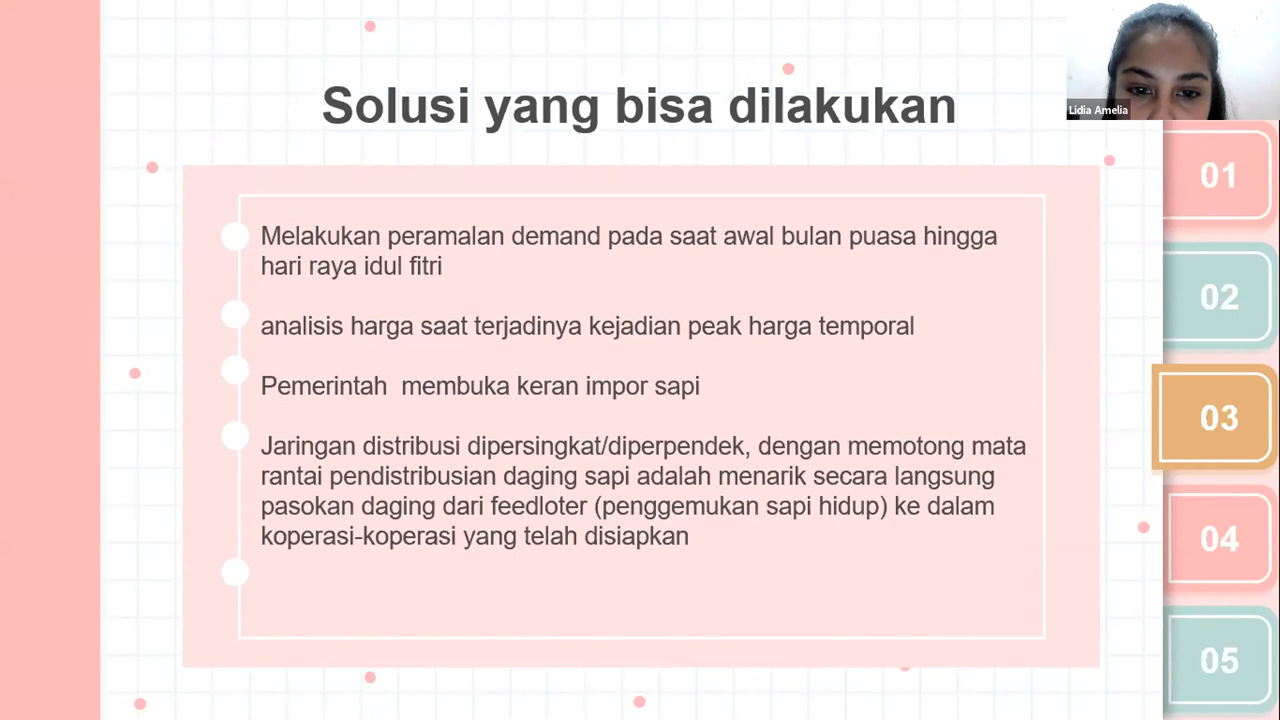 Solusi yang bisa dilakukan
Lidia Amelia
Melakukan peramalan demand pada saat awal bulan puasa hingga
hari raya idul fitri
analisis harga saat terjadinya kejadian peak harga temporal
Pemerintah  membuka keran impor sapi
Jaringan distribusi dipersingkat/diperpendek, dengan memotong mata
rantai pendistribusian daging sapi adalah menarik secara langsung
pasokan daging dari feedloter (penggemukan sapi hidup) ke dalam
koperasi-koperasi yang telah disiapkan
01
02
03
04
05